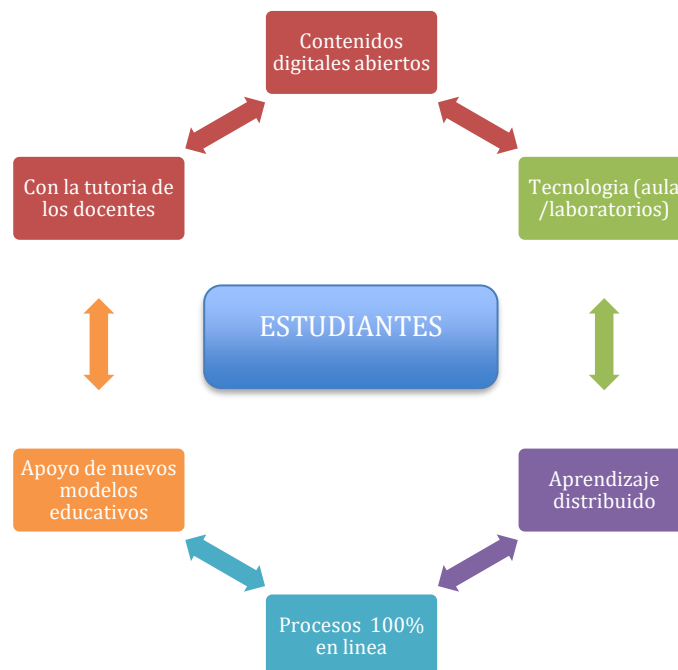 Contenidos
digitales abiertos
Con la tutoria de
los docentes
Tecnologia (aula
/laboratorios)
ESTUDIANTES
Apoyo de nuevos
modelos
educativos
Aprendizaje
distribuido
Procesos 100%
en linea